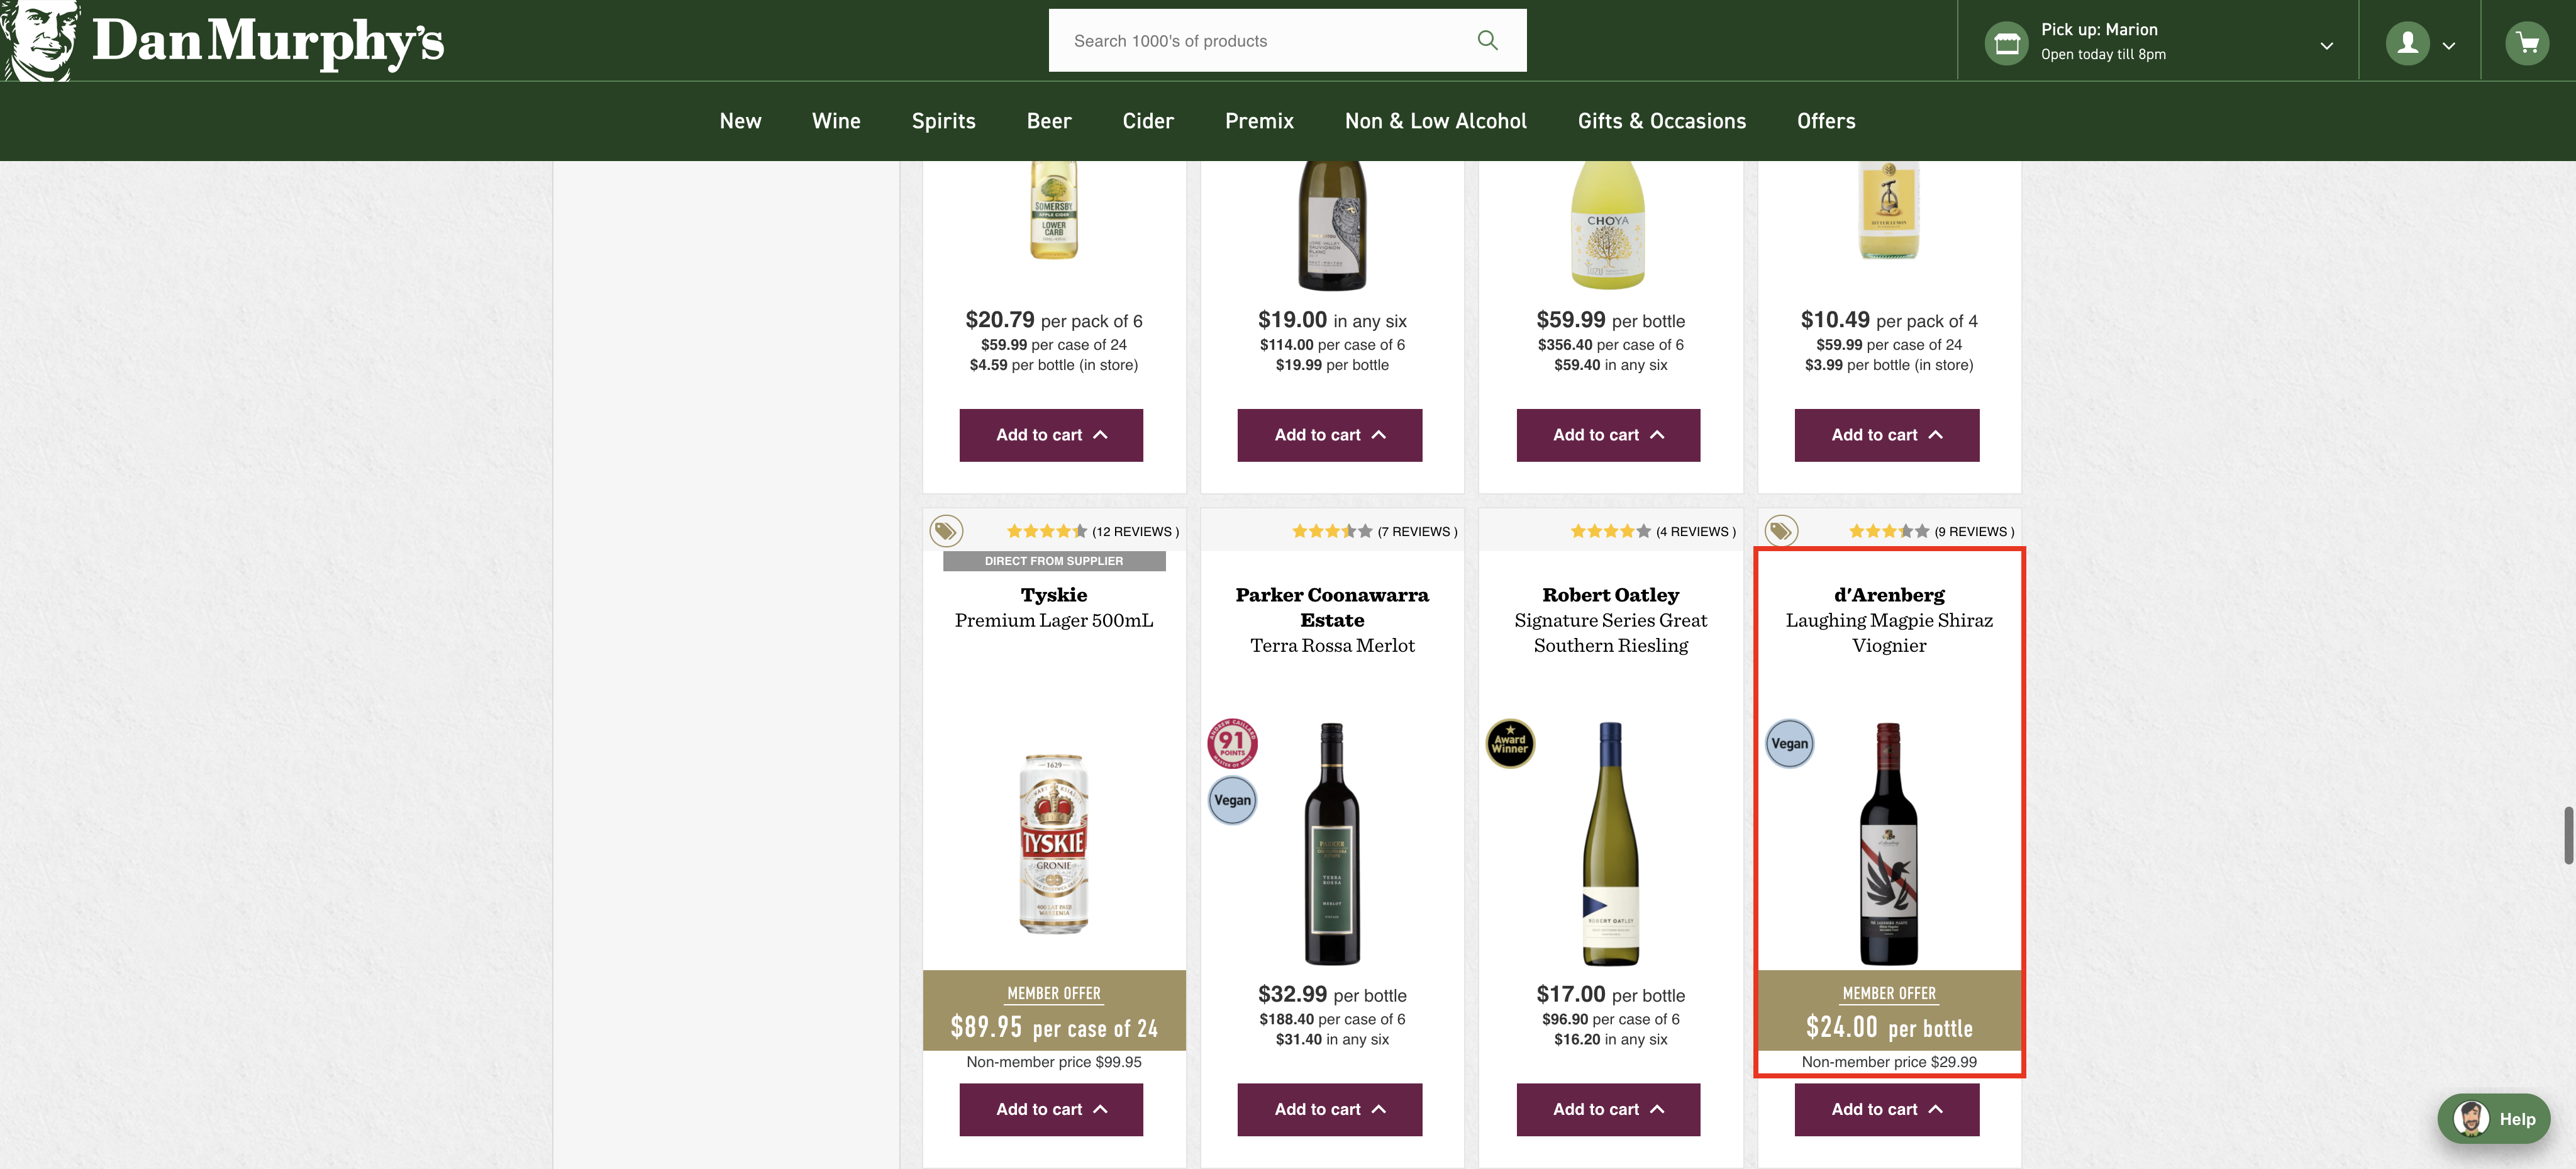 Dan Murphy's
Search 1000's of products
Pick up: Marion
Open today till 8pm
New Wine Spirits Beer Cider Premix Non & Low Alcohol Gifts & Occasions Offers
SOMERSBY
APPLE CIDER
LOWER
CARB
$20.79 per pack of 6
$59.99 per case of 24
$4.59 per bottle (in store)
Add to cart
SAUVIGNON
BLANC
$19.00 in any six
$114.00 per case of 6
$19.99 per bottle
Add to cart
CHOYA
$59.99 per bottle
$356.40 per case of 6
$59.40 in any six
Add to cart
$10.49 per pack of 4
$59.99 per case of 24
$3.99 per bottle (in store)
Add to cart
(12 REVIEWS )
DIRECT FROM SUPPLIER
Tyskie
Premium Lager 500mL
1629
TYSKIE
GRONIE
MEMBER OFFER
$89.95 per case of 24
Non-member price $99.95
Add to cart
(7 REVIEWS )
Parker Coonawarra
Estate
Terra Rossa Merlot
91
POINTS
Vegan
PARKER
TERRA
ROSSA
MERLOT
$32.99 per bottle
$188.40 per case of 6
$31.40 in any six
Add to cart
(4 REVIEWS )
Robert Oatley
Signature Series Great
Southern Riesling
Award
Winner
ROBERT OATLEY
$17.00 per bottle
$96.90 per case of 6
$16.20 in any six
Add to cart
(9 REVIEWS )
d'Arenberg
Laughing Magpie Shiraz
Viognier
Vegan
MEMBER OFFER
$24.00 per bottle
Non-member price $29.99
Add to cart
Help